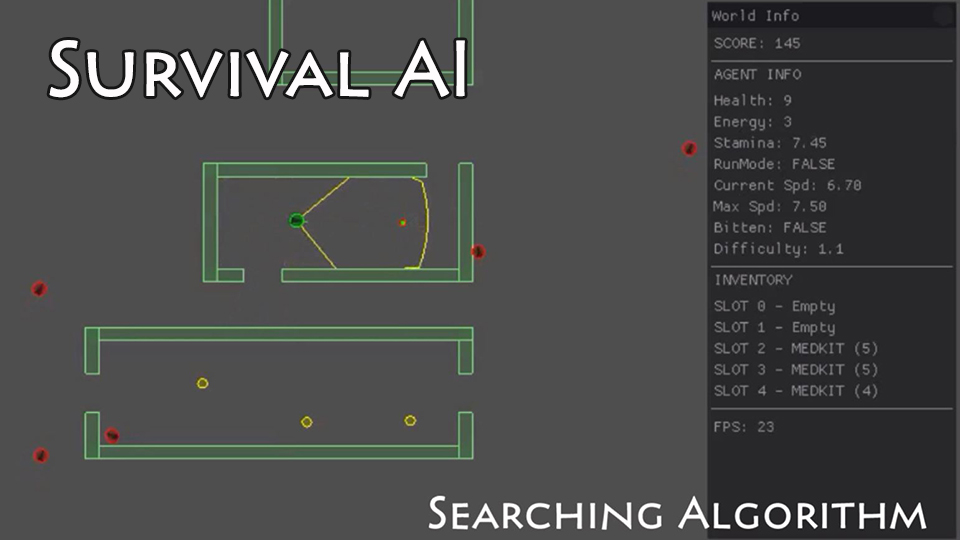 Survival AI
World Info
SCORE: 145
AGENT INFO
Health: 9
Energy: 3
Stamina: 7.45
RunMode: FALSE
Current Spd: 6.70
Max Spd: 7.50
Bitten: FALSE
Difficulty: 1.1
INVENTORY
SLOT 0 - Empty
SLOT 1 - Empty
SLOT 2 - MEDKIT (5)
SLOT 3 - MEDKIT (5)
SLOT 4 - MEDKIT (4)
FPS: 23
Searching Algorithm